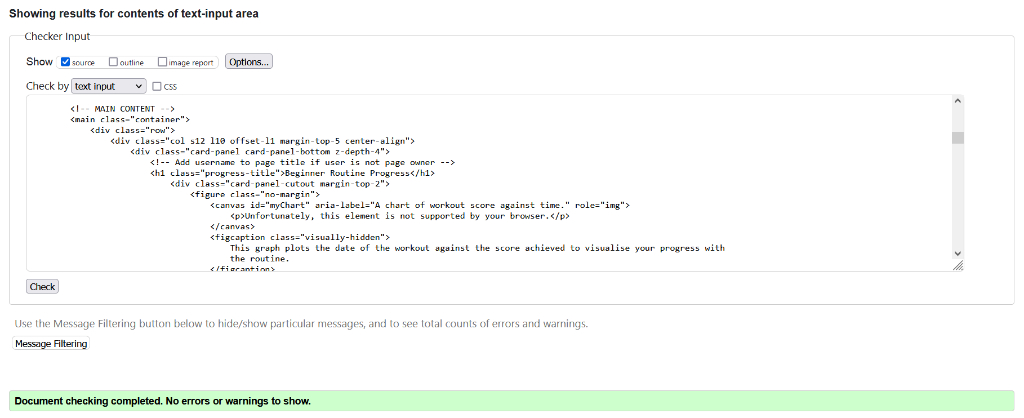 Showing results for contents of text-input area
Checker Input
Show source outline image report Options...
Check by text input CSS
<!-- MAIN CONTENT -->
<main class="container">
<div class="row">
<div class="col s12 l10 offset-l1 margin-top-5 center-align">
<div class="card-panel card-panel-bottom z-depth-4">
<!-- Add username to page title if user is not page owner -->
<h1 class="progress-title">Beginner Routine Progress</h1>
<div class="card-panel-cutout margin-top-2">
<figure class="no-margin">
<canvas id="myChart" aria-label="A chart of workout score against time." role="img">
<p>Unfortunately, this element is not supported by your browser.</p>
</canvas>
<figcaption class="visually-hidden">
This graph plots the date of the workout against the score achieved to visualise your progress with
the routine.
</figcaption>
Check
Use the Message Filtering button below to hide/show particular messages, and to see total counts of errors and warnings.
Message Filtering
Document checking completed. No errors or warnings to show.